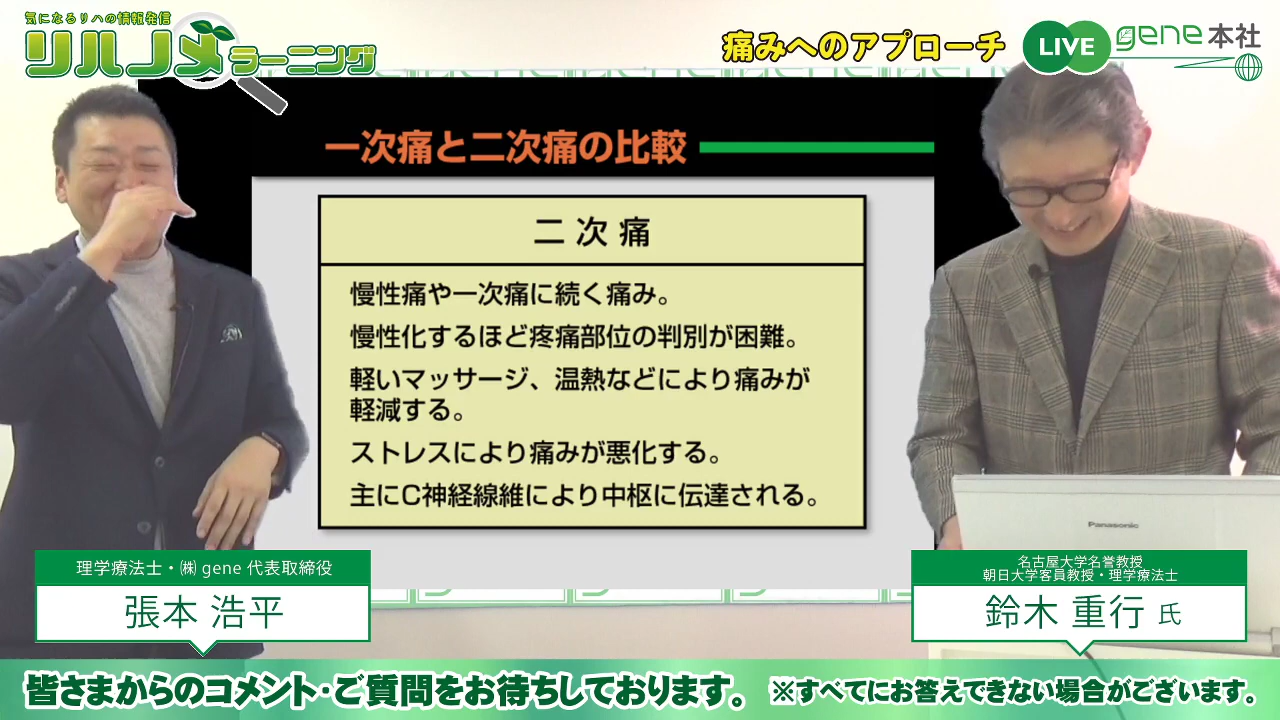 気になるリハの情報発信
リハノメ
ラーニング
痛みへのアプローチ
LIVE
gene本社
一次痛と二次痛の比較
二次痛
慢性痛や一次痛に続く痛み。
慢性化するほど疼痛部位の判別が困難。
軽いマッサージ、温熱などにより痛みが
軽減する。
ストレスにより痛みが悪化する。
主にC神経線維により中枢に伝達される。
Panasonic
理学療法士・㈱ gene 代表取締役
張本 浩平
名古屋大学名誉教授
朝日大学客員教授・理学療法士
鈴木 重行 氏
皆さまからのコメント・ご質問をお待ちしております。
※すべてにお答えできない場合がございます。